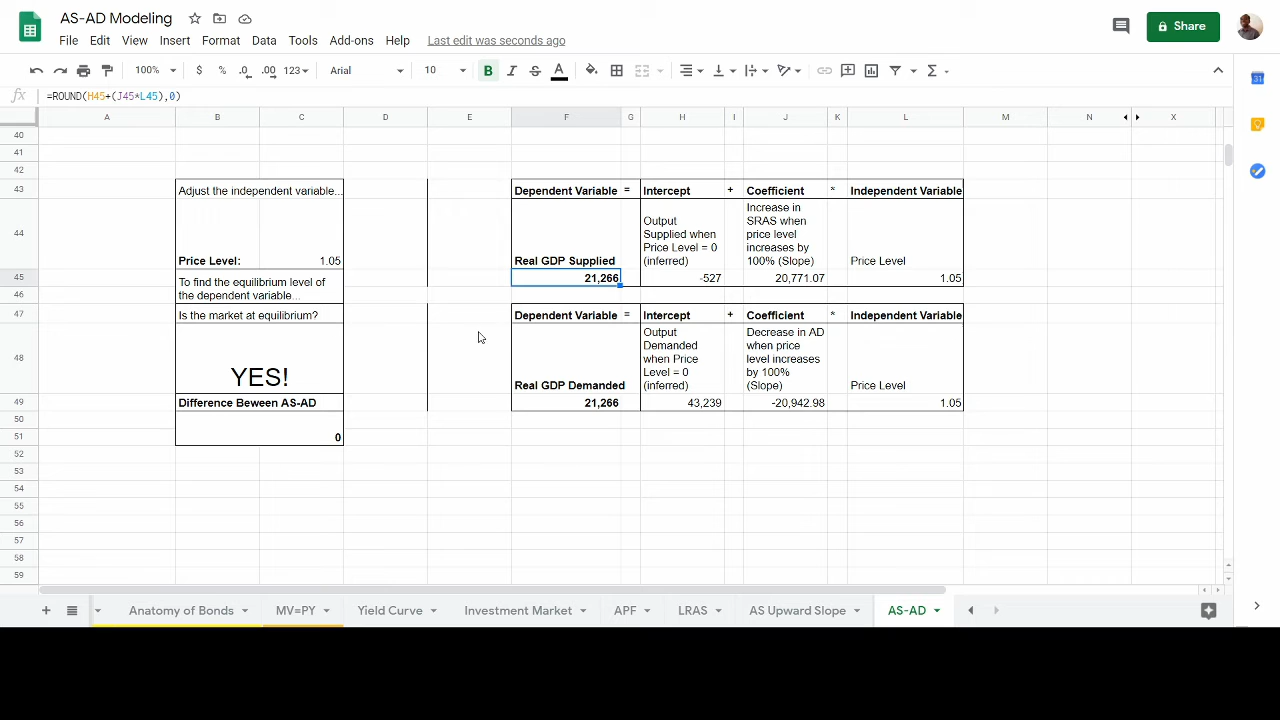 AS-AD Modeling
File Edit View Insert Format Data Tools Add-ons Help Last edit was seconds ago
Share
100% $ % .0 .00 123 Arial 10 B I S A Σ
31
fx =ROUND(H45+(J45*L45),0)
A B C D E F G H I J K L M N X
40
41
42
43 Adjust the independent variable... Dependent Variable = Intercept + Coefficient * Independent Variable
44 Price Level: 1.05 Real GDP Supplied
Output
Supplied when
Price Level = 0
(inferred)
Increase in
SRAS when
price level
increases by
100% (Slope)
Price Level
45 To find the equilibrium level of 21,266 -527 20,771.07 1.05
46 the dependent variable...
47 Is the market at equilibrium? Dependent Variable = Intercept + Coefficient * Independent Variable
48 YES! Real GDP Demanded
Output
Demanded
when Price
Level = 0
(inferred)
Decrease in AD
when price
level increases
by 100%
(Slope)
Price Level
49 Difference Beween AS-AD 21,266 43,239 -20,942.98 1.05
50
51 0
52
53
54
55
56
57
58
59
Anatomy of Bonds MV=PY Yield Curve Investment Market APF LRAS AS Upward Slope AS-AD